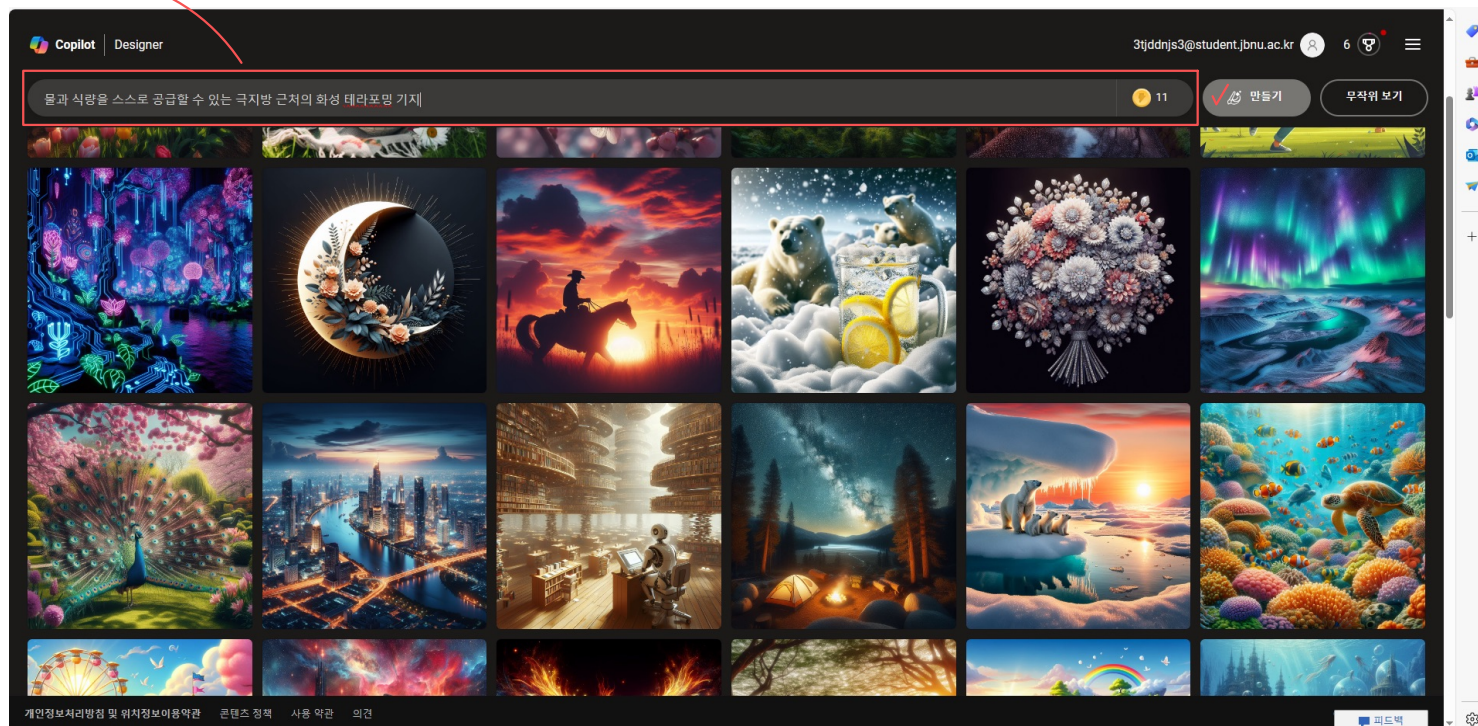 Copilot Designer
3tjddnjs3@student.jbnu.ac.kr 6
물과 식량을 스스로 공급할 수 있는 극지방 근처의 화성 테라포밍 기지 11 만들기 무작위 보기
개인정보처리방침 및 위치정보이용약관 콘텐츠 정책 사용 약관 의견
피드백